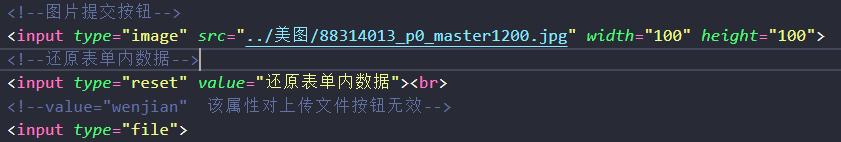 <!--图片提交按钮-->
<input type="image" src="../美图/88314013_p0_master1200.jpg" width="100" height="100">
<!--还原表单内数据-->
<input type="reset" value="还原表单内数据"><br>
<!--value="wenjian"  该属性对上传文件按钮无效-->
<input type="file">